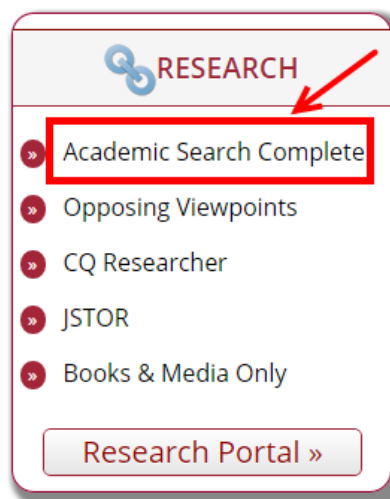 RESEARCH
» Academic Search Complete
» Opposing Viewpoints
» CQ Researcher
» JSTOR
» Books & Media Only
Research Portal »